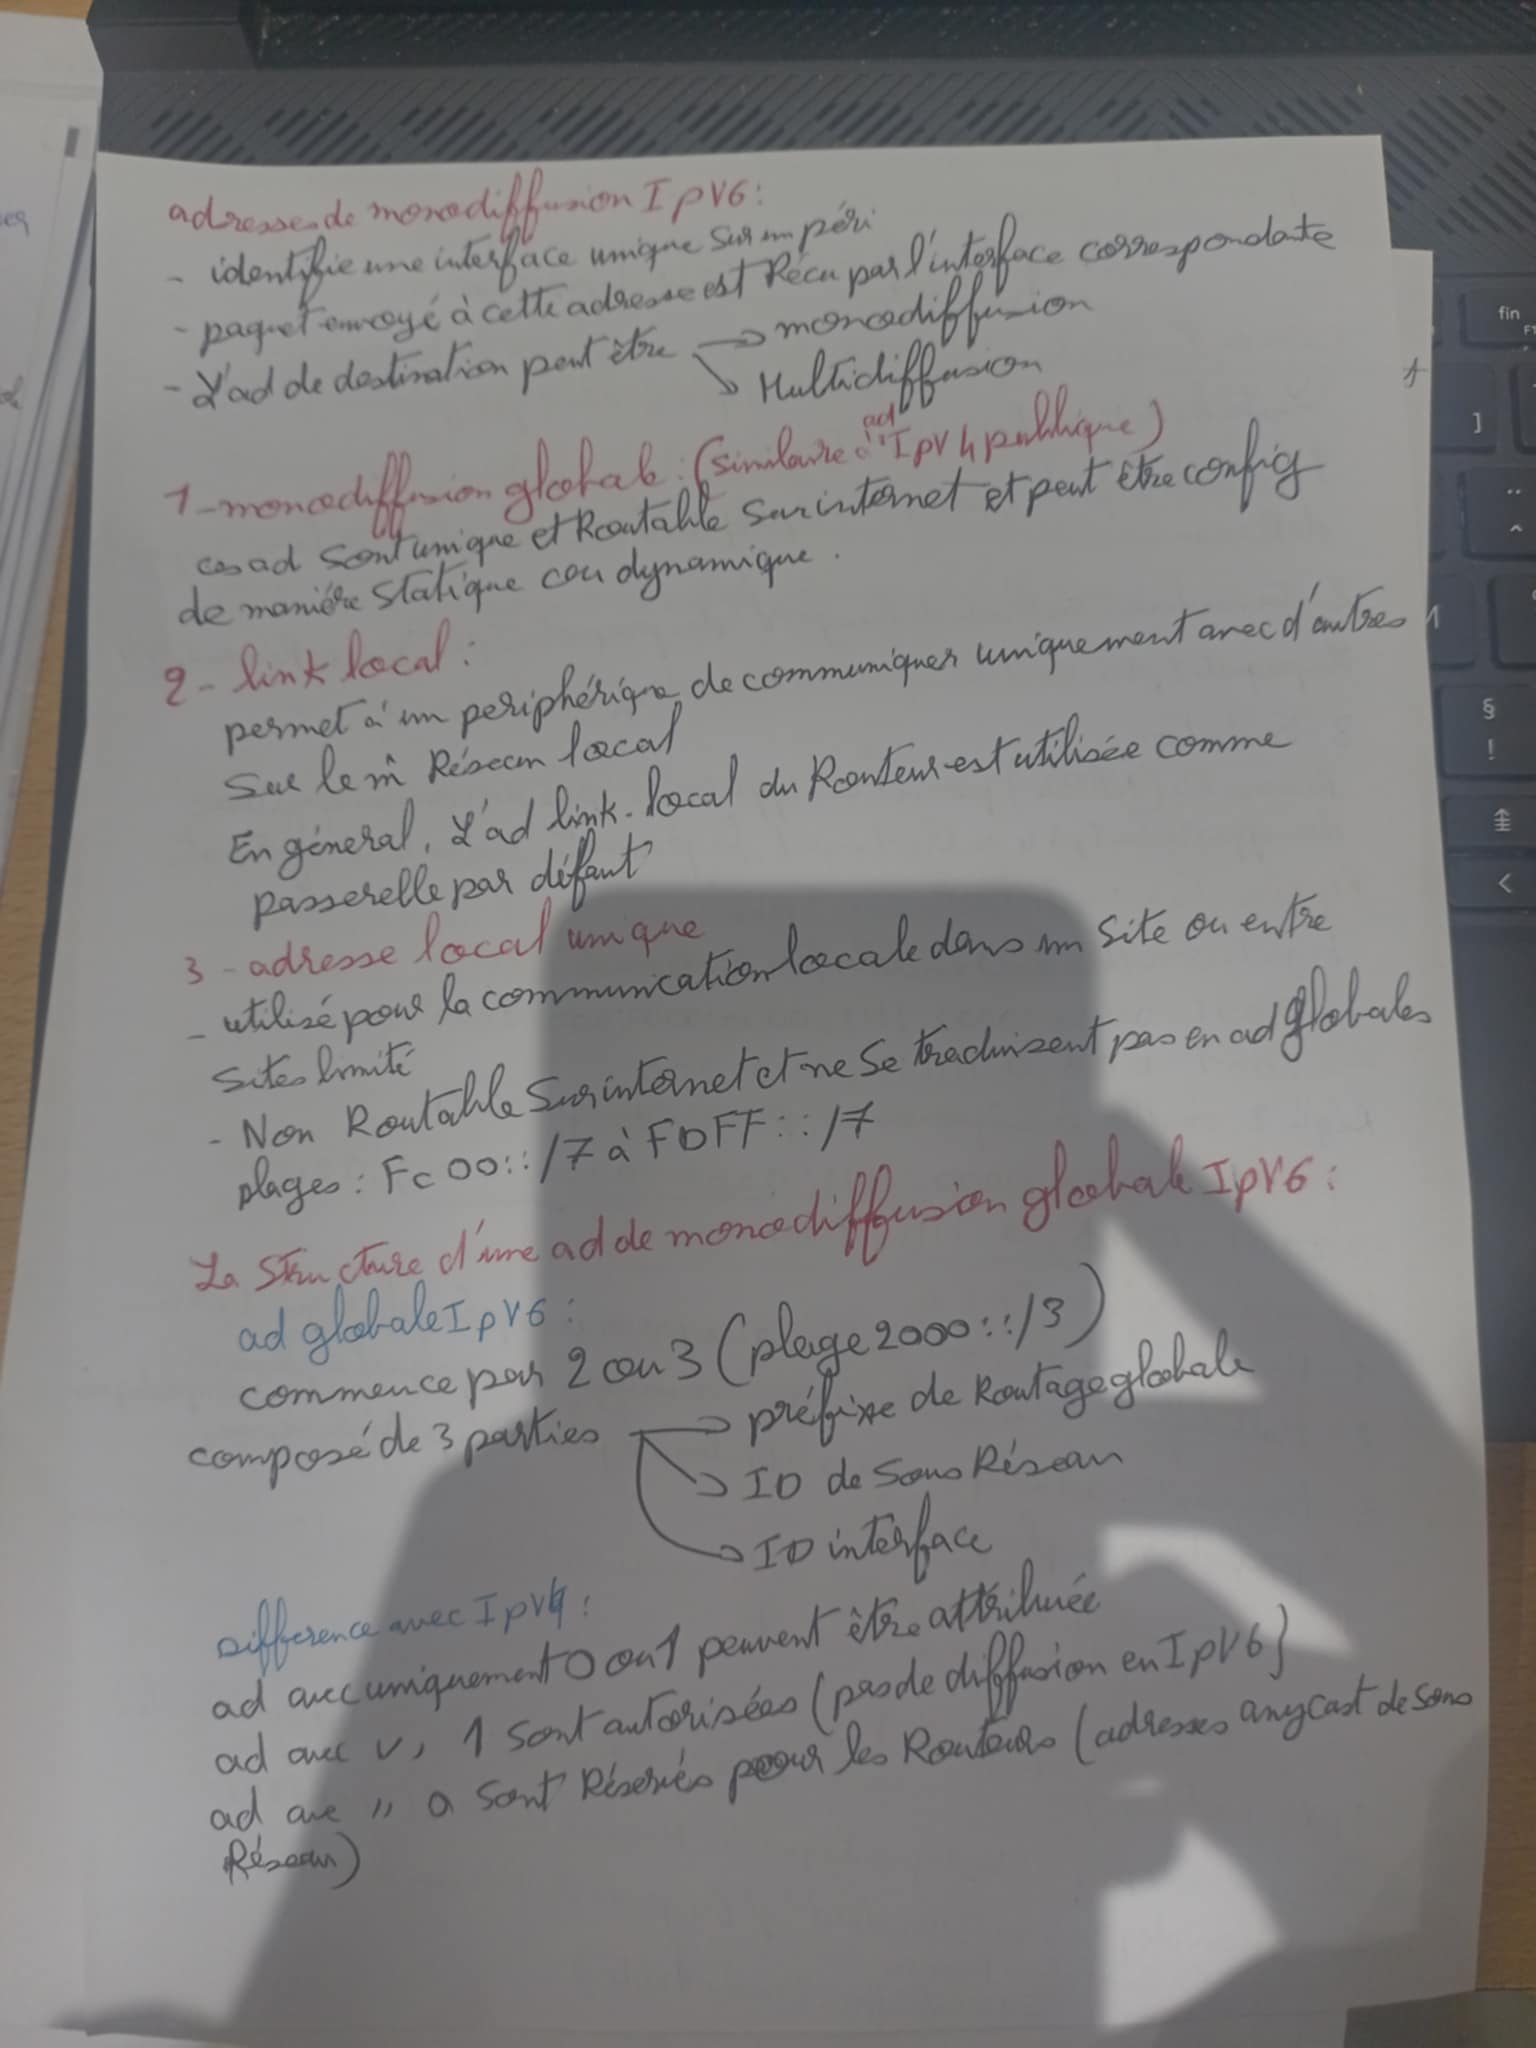 adresses de monodiffusion IPV6 :
- identifie une interface unique sur un péri
- paquet envoyé à cette adresse est Récu par l'interface correspondante
- L'ad de destination peut être → monodiffusion
↘ Multidiffusion
1 - monodiffusion globale : (similaire à ad IPV4 publique)
ces ad sont unique et Routable sur internet et peut être config
de manière statique ou dynamique.
2 - link local :
permet à un périphérique de communiquer uniquement avec d'autres
sur le m̂ Réseau local
En géneral, L'ad link-local du Routeur est utilisée comme
passerelle par défaut
3 - adresse local unique
- utilisé pour la communication locale dans un site ou entre
sites limité
- Non Routable sur internet et ne se traduisent pas en ad globales
plages : Fc00::/7 à FDFF::/7
La Structure d'une ad de monodiffusion globale IPV6 :
ad globale IPV6 :
commence par 2 ou 3 (plage 2000::/3)
composé de 3 parties → préfixe de Routage globale
↘ ID de sous Réseau
→ ID interface
Difference avec IPV4 :
ad avec uniquement 0 ou 1 peuvent être attribuée
ad avec 1 sont autorisées (pas de diffusion en IPV6)
ad ave " 0 sont Réservés pour les Routeurs (adresses anycast de sous
Réseau)